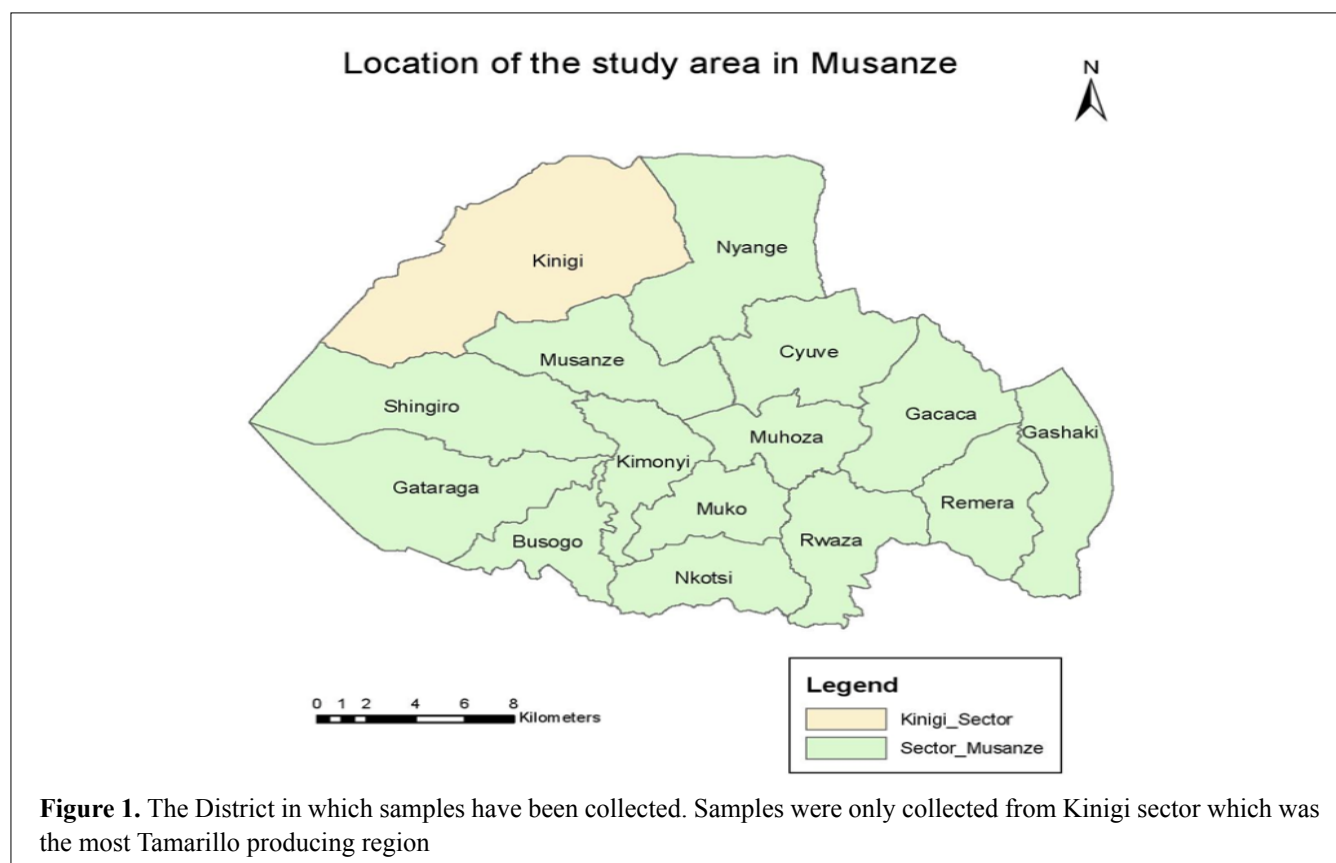 Location of the study area in Musanze
N
Kinigi
Nyange
Musanze
Cyuve
Shingiro
Gacaca
Gashaki
Muhoza
Kimonyi
Gataraga
Remera
Muko
Busogo
Rwaza
Nkotsi
0 1 2 4 6 8
Kilometers
Legend
Kinigi_Sector
Sector_Musanze
Figure 1. The District in which samples have been collected. Samples were only collected from Kinigi sector which was
the most Tamarillo producing region